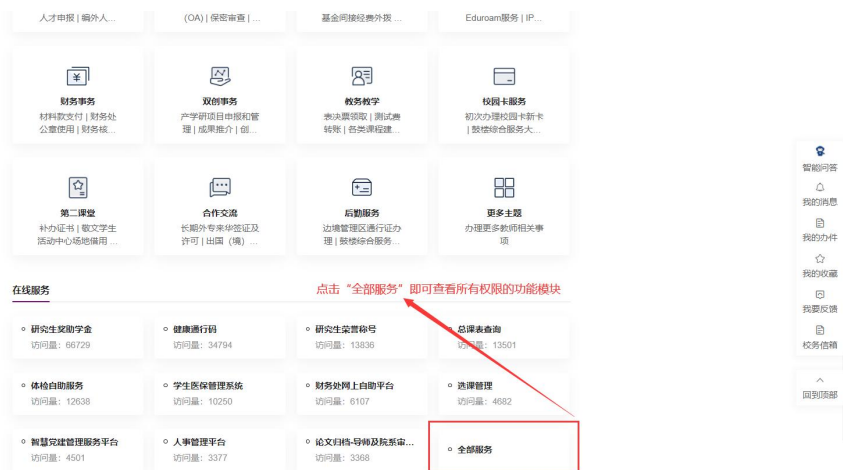 人才申报 | 编外人...
(OA) | 保密审查 | ...
基金间接经费外拨 ...
Eduroam服务 | IP...
财务事务
材料款支付 | 财务处
公章使用 | 财务核...
双创事务
产学研项目申报和管
理 | 成果推介 | 创...
教务教学
表决票领取 | 测试费
转账 | 各类课程建...
校园卡服务
初次办理校园卡新卡
| 鼓楼综合服务大...
第二课堂
补办证书 | 敬文学生
活动中心场地借用 ...
合作交流
长期外专来华签证及
许可 | 出国（境）...
后勤服务
边境管理区通行证办
理 | 鼓楼综合服务...
更多主题
办理更多教师相关事
项
智能问答
我的消息
我的办件
我的收藏
我要反馈
校务信箱
回到顶部
在线服务
点击“全部服务”即可查看所有权限的功能模块
研究生奖助学金
访问量：66729
健康通行码
访问量：34794
研究生荣誉称号
访问量：13836
总课表查询
访问量：13501
体检自助服务
访问量：12638
学生医保管理系统
访问量：10250
财务处网上自助平台
访问量：6107
选课管理
访问量：4682
智慧党建管理服务平台
访问量：4501
人事管理平台
访问量：3377
论文归档-导师及院系审...
访问量：3368
全部服务